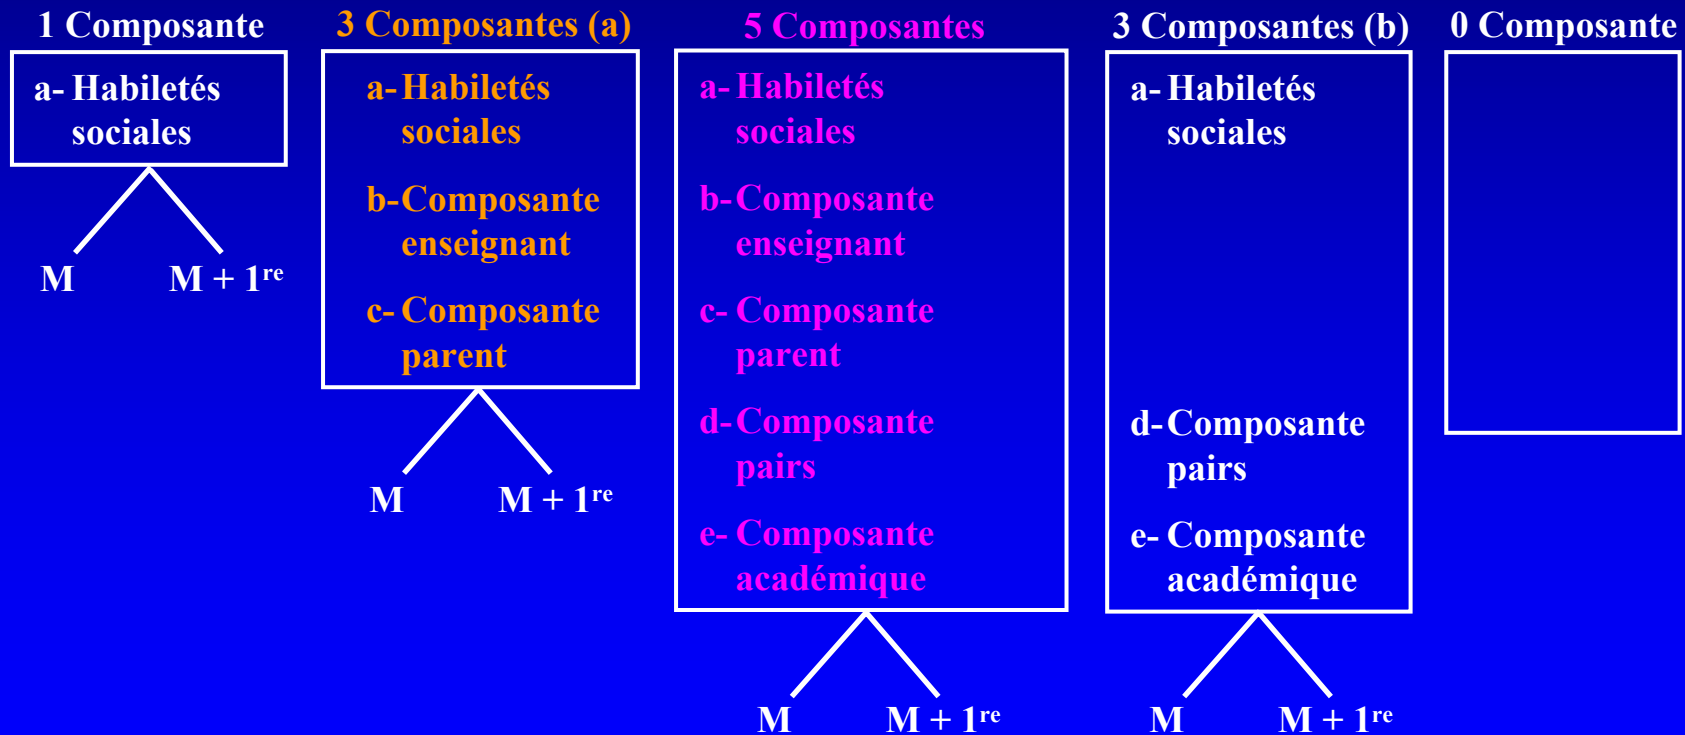 1 Composante
a- Habiletés
sociales
M
M + 1re
3 Composantes (a)
a- Habiletés
sociales
b- Composante
enseignant
c- Composante
parent
M
M + 1re
5 Composantes
a- Habiletés
sociales
b- Composante
enseignant
c- Composante
parent
d- Composante
pairs
e- Composante
académique
M
M + 1re
3 Composantes (b)
a- Habiletés
sociales
d- Composante
pairs
e- Composante
académique
M
M + 1re
0 Composante